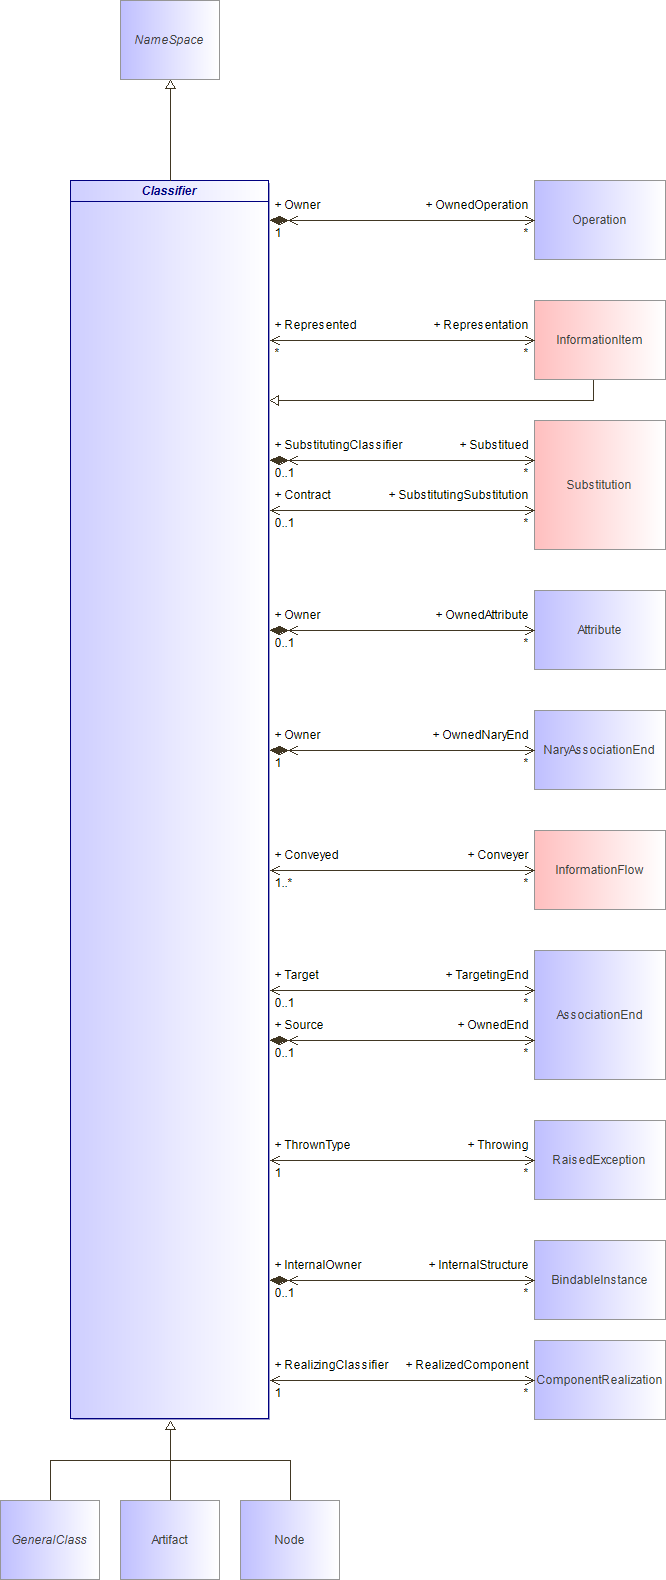 NameSpace
Classifier
+ Owner + OwnedOperation
1 *
Operation
+ Represented + Representation
* *
InformationItem
+ SubstitutingClassifier + Substitued
0..1 *
Substitution
+ Contract + SubstitutingSubstitution
0..1 *
+ Owner + OwnedAttribute
0..1 *
Attribute
+ Owner + OwnedNaryEnd
1 *
NaryAssociationEnd
+ Conveyed + Conveyer
1..* *
InformationFlow
+ Target + TargetingEnd
0..1 *
AssociationEnd
+ Source + OwnedEnd
0..1 *
+ ThrownType + Throwing
1 *
RaisedException
+ InternalOwner + InternalStructure
0..1 *
BindableInstance
+ RealizingClassifier + RealizedComponent
1 *
ComponentRealization
GeneralClass Artifact Node